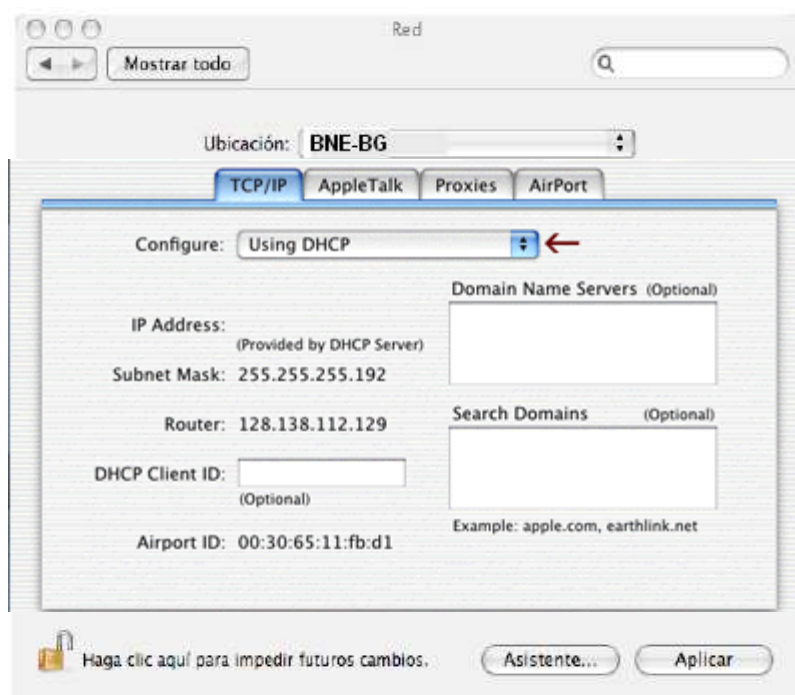 Red
Mostrar todo
Ubicación: BNE-BG
TCP/IP AppleTalk Proxies AirPort
Configure: Using DHCP
Domain Name Servers (Optional)
IP Address:
(Provided by DHCP Server)
Subnet Mask: 255.255.255.192
Search Domains (Optional)
Router: 128.138.112.129
DHCP Client ID:
(Optional)
Example: apple.com, earthlink.net
Airport ID: 00:30:65:11:fb:d1
Haga clic aquí para impedir futuros cambios. Asistente... Aplicar